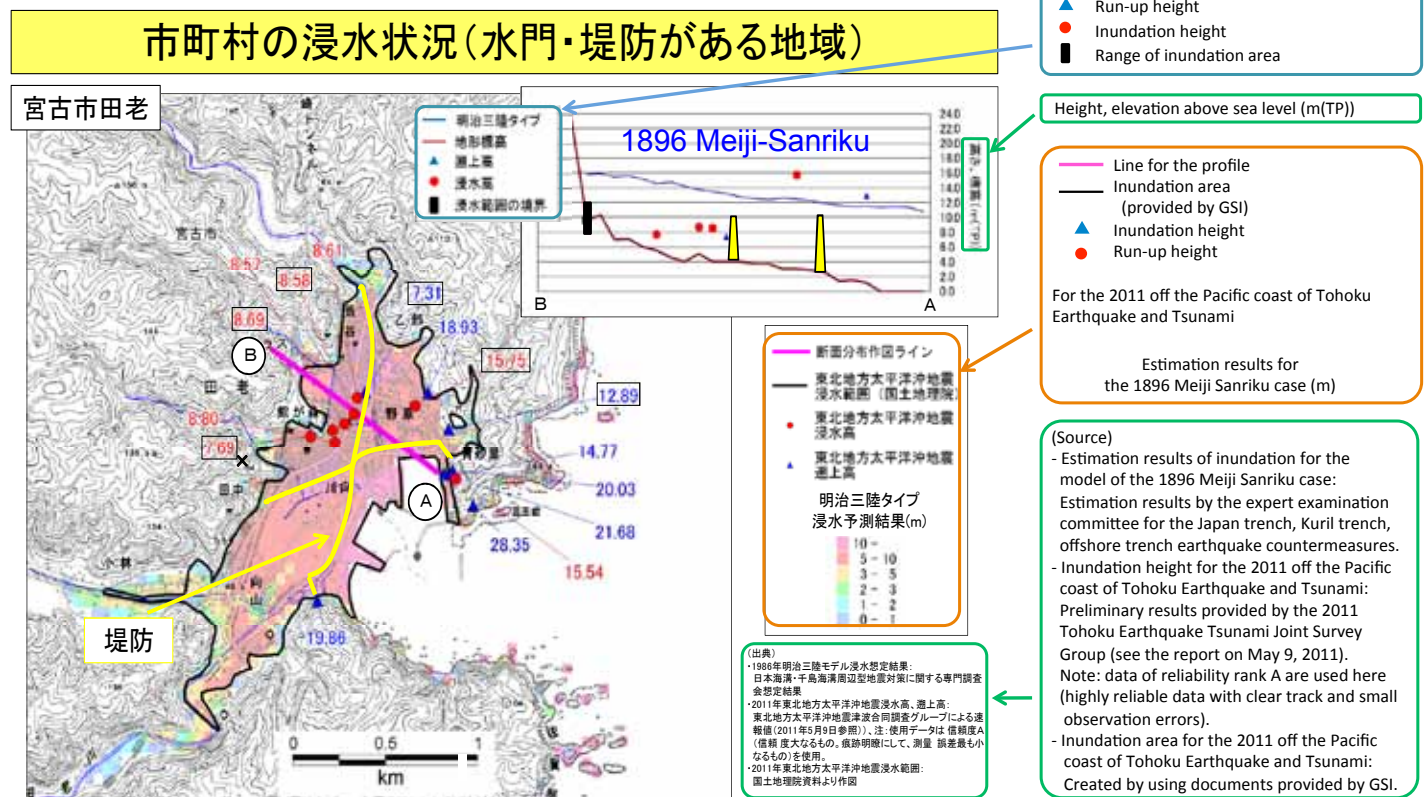 市町村の浸水状況(水門・堤防がある地域)
宮古市田老
明治三陸タイプ
地形標高
遡上高
浸水高
浸水範囲の境界
1896 Meiji-Sanriku
24.0
22.0
20.0
18.0
16.0
14.0
12.0
10.0
8.0
6.0
4.0
2.0
0.0
B
A
宮古市
8.57
8.58
8.61
8.69
7.31
乙部
18.93
15.75
12.89
B
田老
野原
8.80
7.69
田中
14.77
20.03
A
21.68
28.35
15.54
小林
向山
堤防
19.86
0
0.5
1
km
断面分布作図ライン
東北地方太平洋沖地震
浸水範囲(国土地理院)
東北地方太平洋沖地震
浸水高
東北地方太平洋沖地震
遡上高
明治三陸タイプ
浸水予測結果(m)
10 -
5 - 10
3 - 5
2 - 3
1 - 2
0 - 1
(出典)
・1986年明治三陸モデル浸水想定結果:
日本海溝・千島海溝周辺型地震対策に関する専門調査
会想定結果
・2011年東北地方太平洋沖地震浸水高、遡上高:
東北地方太平洋沖地震津波合同調査グループによる速
報値(2011年5月9日参照))、注:使用データは信頼度A
(信頼 度大なるもの。痕跡明瞭にして、測量 誤差最も小
なるもの)を使用。
・2011年東北地方太平洋沖地震浸水範囲:
国土地理院資料より作図
Run-up height
Inundation height
Range of inundation area
Height, elevation above sea level (m(TP))
Line for the profile
Inundation area
(provided by GSI)
Inundation height
Run-up height
For the 2011 off the Pacific coast of Tohoku
Earthquake and Tsunami
Estimation results for
the 1896 Meiji Sanriku case (m)
(Source)
- Estimation results of inundation for the
model of the 1896 Meiji Sanriku case:
Estimation results by the expert examination
committee for the Japan trench, Kuril trench,
offshore trench earthquake countermeasures.
- Inundation height for the 2011 off the Pacific
coast of Tohoku Earthquake and Tsunami:
Preliminary results provided by the 2011
Tohoku Earthquake Tsunami Joint Survey
Group (see the report on May 9, 2011).
Note: data of reliability rank A are used here
(highly reliable data with clear track and small
observation errors).
- Inundation area for the 2011 off the Pacific
coast of Tohoku Earthquake and Tsunami:
Created by using documents provided by GSI.